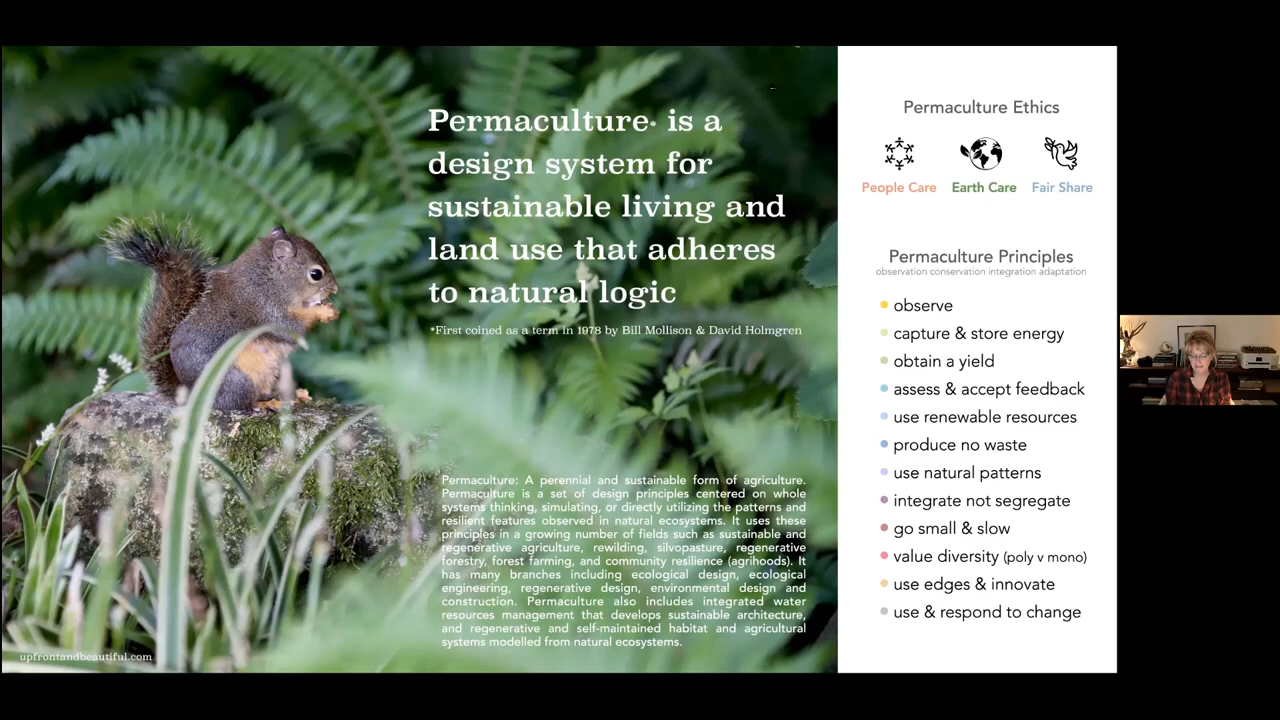 Permaculture* is a
design system for
sustainable living and
land use that adheres
to natural logic
*First coined as a term in 1978 by Bill Mollison & David Holmgren
Permaculture: A perennial and sustainable form of agriculture.
Permaculture is a set of design principles centered on whole
systems thinking, simulating, or directly utilizing the patterns and
resilient features observed in natural ecosystems. It uses these
principles in a growing number of fields such as sustainable and
regenerative agriculture, rewilding, silvopasture, regenerative
forestry, forest farming, and community resilience (agrihoods). It
has many branches including ecological design, ecological
engineering, regenerative design, environmental design and
construction. Permaculture also includes integrated water
resources management that develops sustainable architecture,
and regenerative and self-maintained habitat and agricultural
systems modelled from natural ecosystems.
upfrontandbeautiful.com
Permaculture Ethics
People Care Earth Care Fair Share
Permaculture Principles
observation conservation integration adaptation
observe
capture & store energy
obtain a yield
assess & accept feedback
use renewable resources
produce no waste
use natural patterns
integrate not segregate
go small & slow
value diversity (poly v mono)
use edges & innovate
use & respond to change